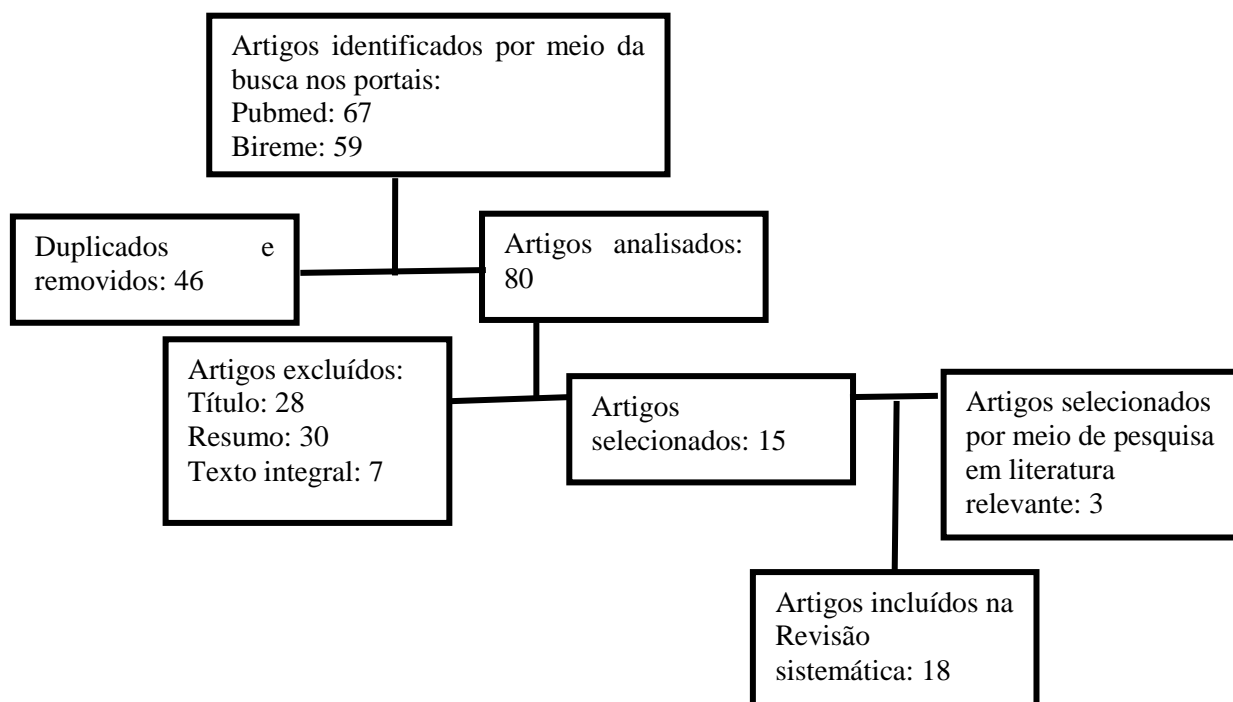 Artigos identificados por meio da
busca nos portais:
Pubmed: 67
Bireme: 59
Duplicados e
removidos: 46
Artigos analisados:
80
Artigos excluídos:
Título: 28
Resumo: 30
Texto integral: 7
Artigos
selecionados: 15
Artigos selecionados
por meio de pesquisa
em literatura
relevante: 3
Artigos incluídos na
Revisão
sistemática: 18